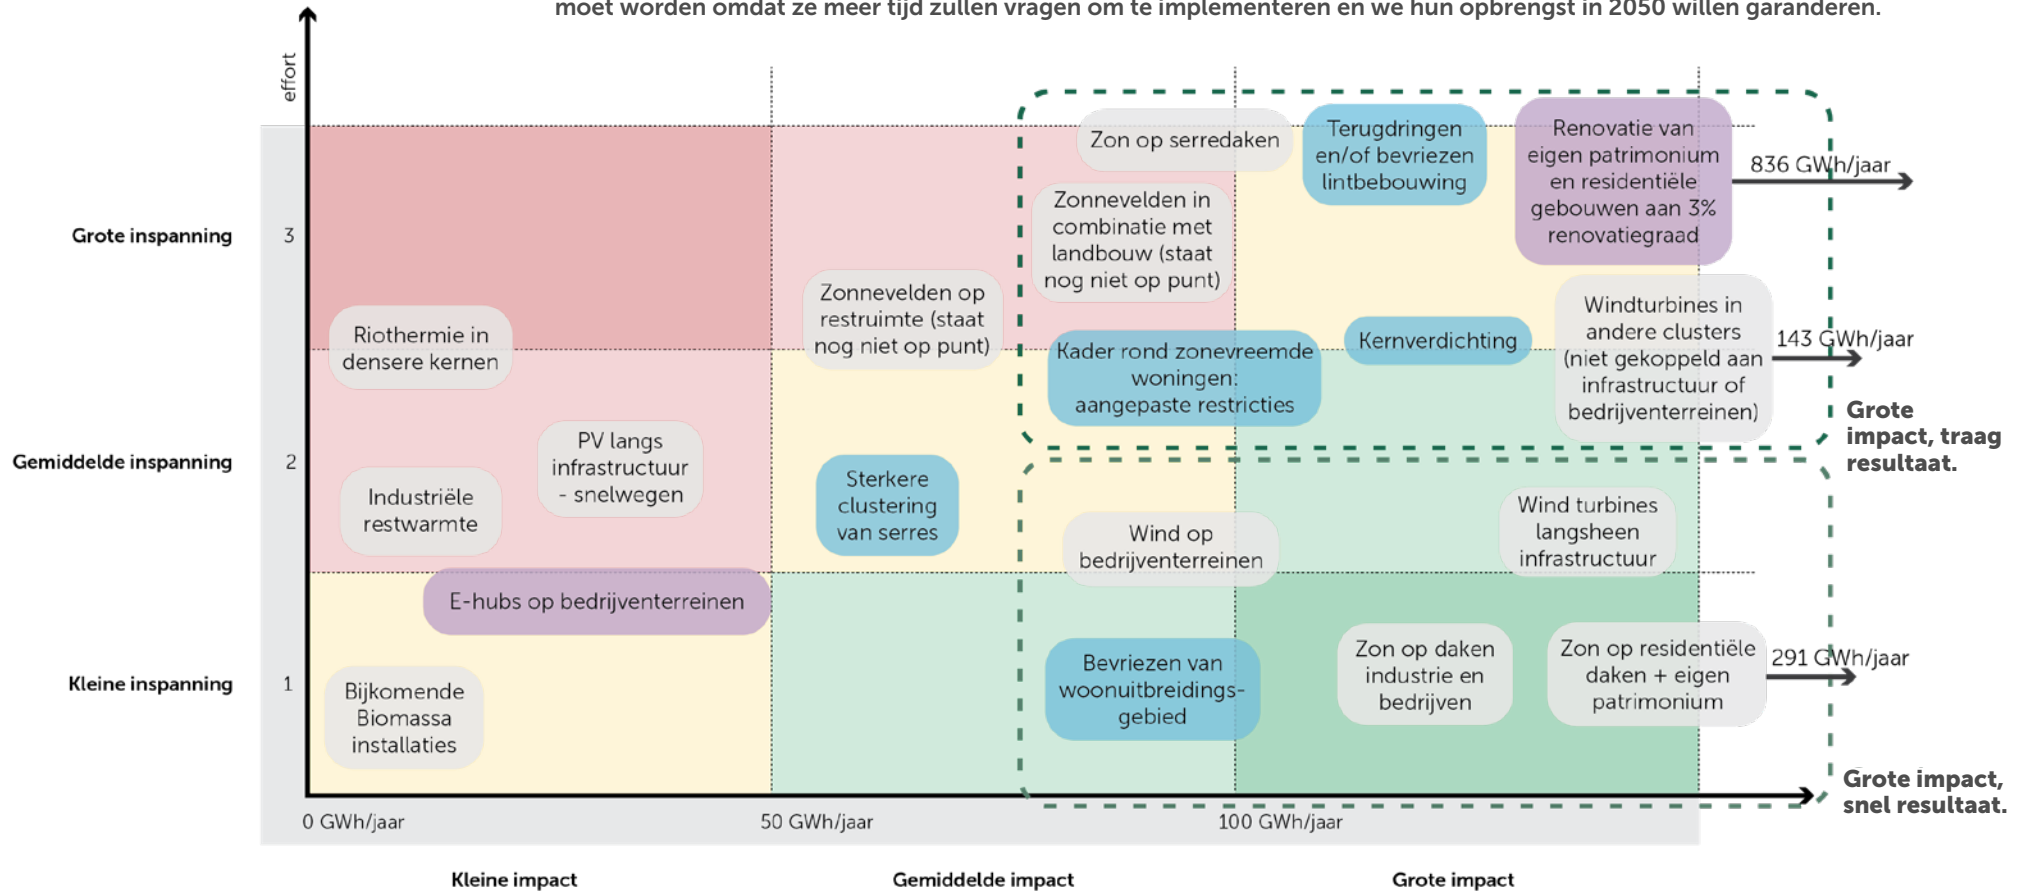 moet worden omdat ze meer tijd zullen vragen om te implementeren en we hun opbrengst in 2050 willen garanderen.
effort
Grote inspanning
3
Gemiddelde inspanning
2
Kleine inspanning
1
Zon op serredaken
Terugdringen
en/of bevriezen
lintbebouwing
Renovatie van
eigen patrimonium
en residentiële
gebouwen aan 3%
renovatiegraad
836 GWh/jaar
Zonnevelden in
combinatie met
landbouw (staat
nog niet op punt)
Zonnevelden op
restruimte (staat
nog niet op punt)
Riothermie in
densere kernen
Kader rond zonevreemde
woningen:
aangepaste restricties
Kernverdichting
Windturbines in
andere clusters
(niet gekoppeld aan
infrastructuur of
bedrijventerreinen)
143 GWh/jaar
Grote
impact, traag
resultaat.
PV langs
infrastructuur
- snelwegen
Industriële
restwarmte
Sterkere
clustering
van serres
Wind op
bedrijventerreinen
Wind turbines
langsheen
infrastructuur
E-hubs op bedrijventerreinen
Bijkomende
Biomassa
installaties
Bevriezen van
woonuitbreidings-
gebied
Zon op daken
industrie en
bedrijven
Zon op residentiële
daken + eigen
patrimonium
291 GWh/jaar
Grote impact,
snel resultaat.
0 GWh/jaar
50 GWh/jaar
100 GWh/jaar
Kleine impact
Gemiddelde impact
Grote impact